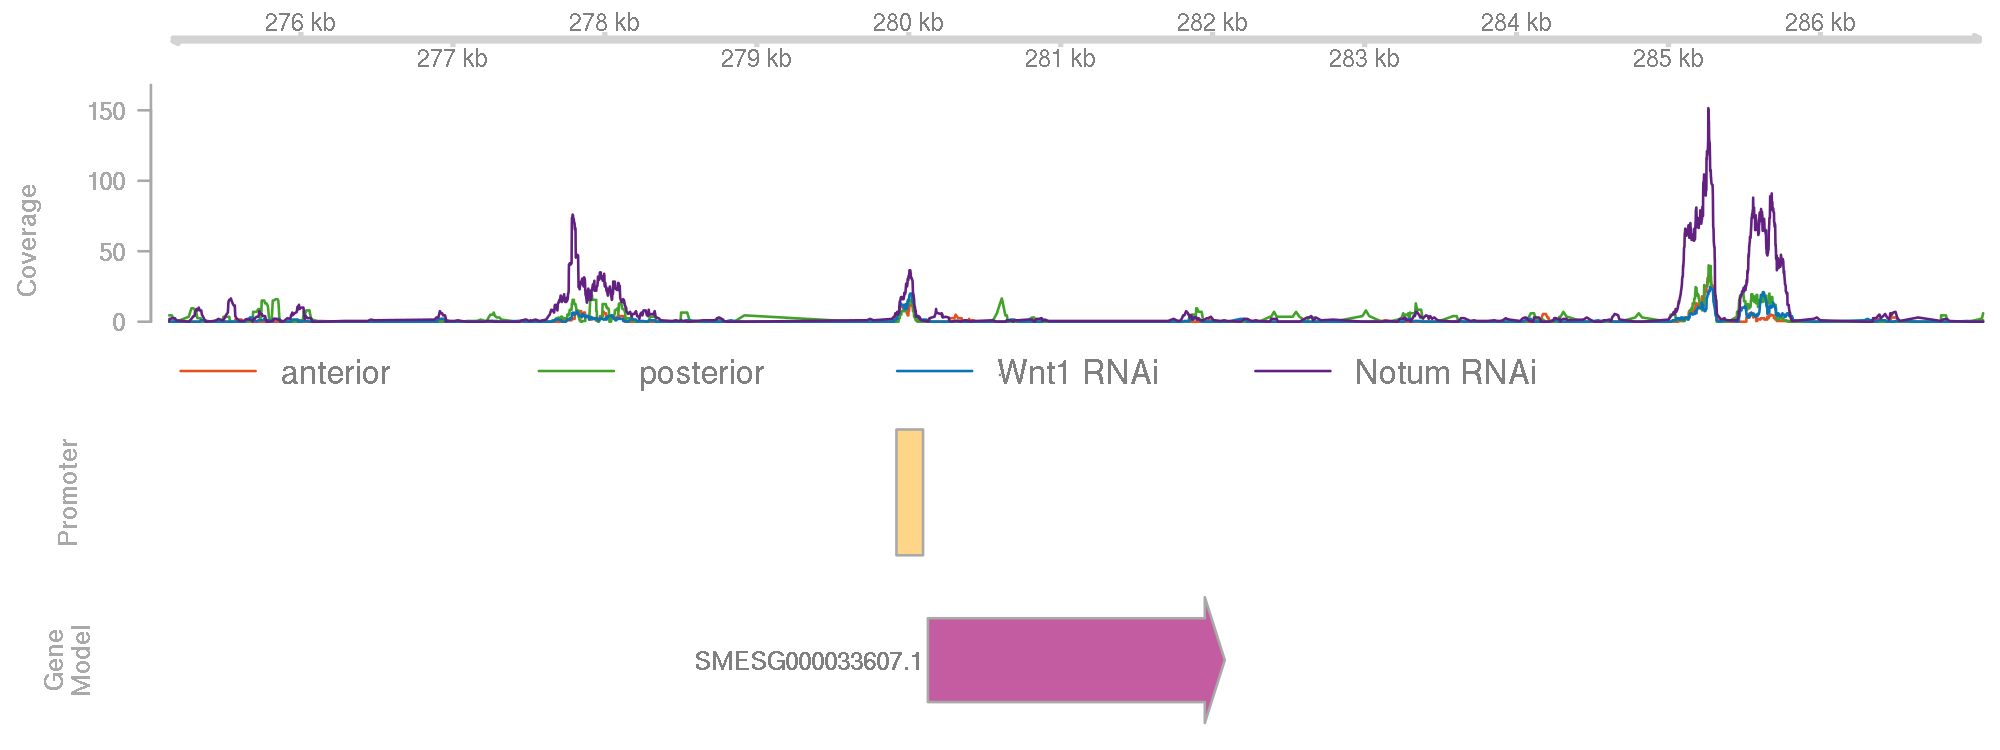 276 kb 278 kb 280 kb 282 kb 284 kb 286 kb
277 kb 279 kb 281 kb 283 kb 285 kb
Coverage
150
100
50
0
anterior posterior Wnt1 RNAi Notum RNAi
Promoter
Gene
Model
SMESG000033607.1